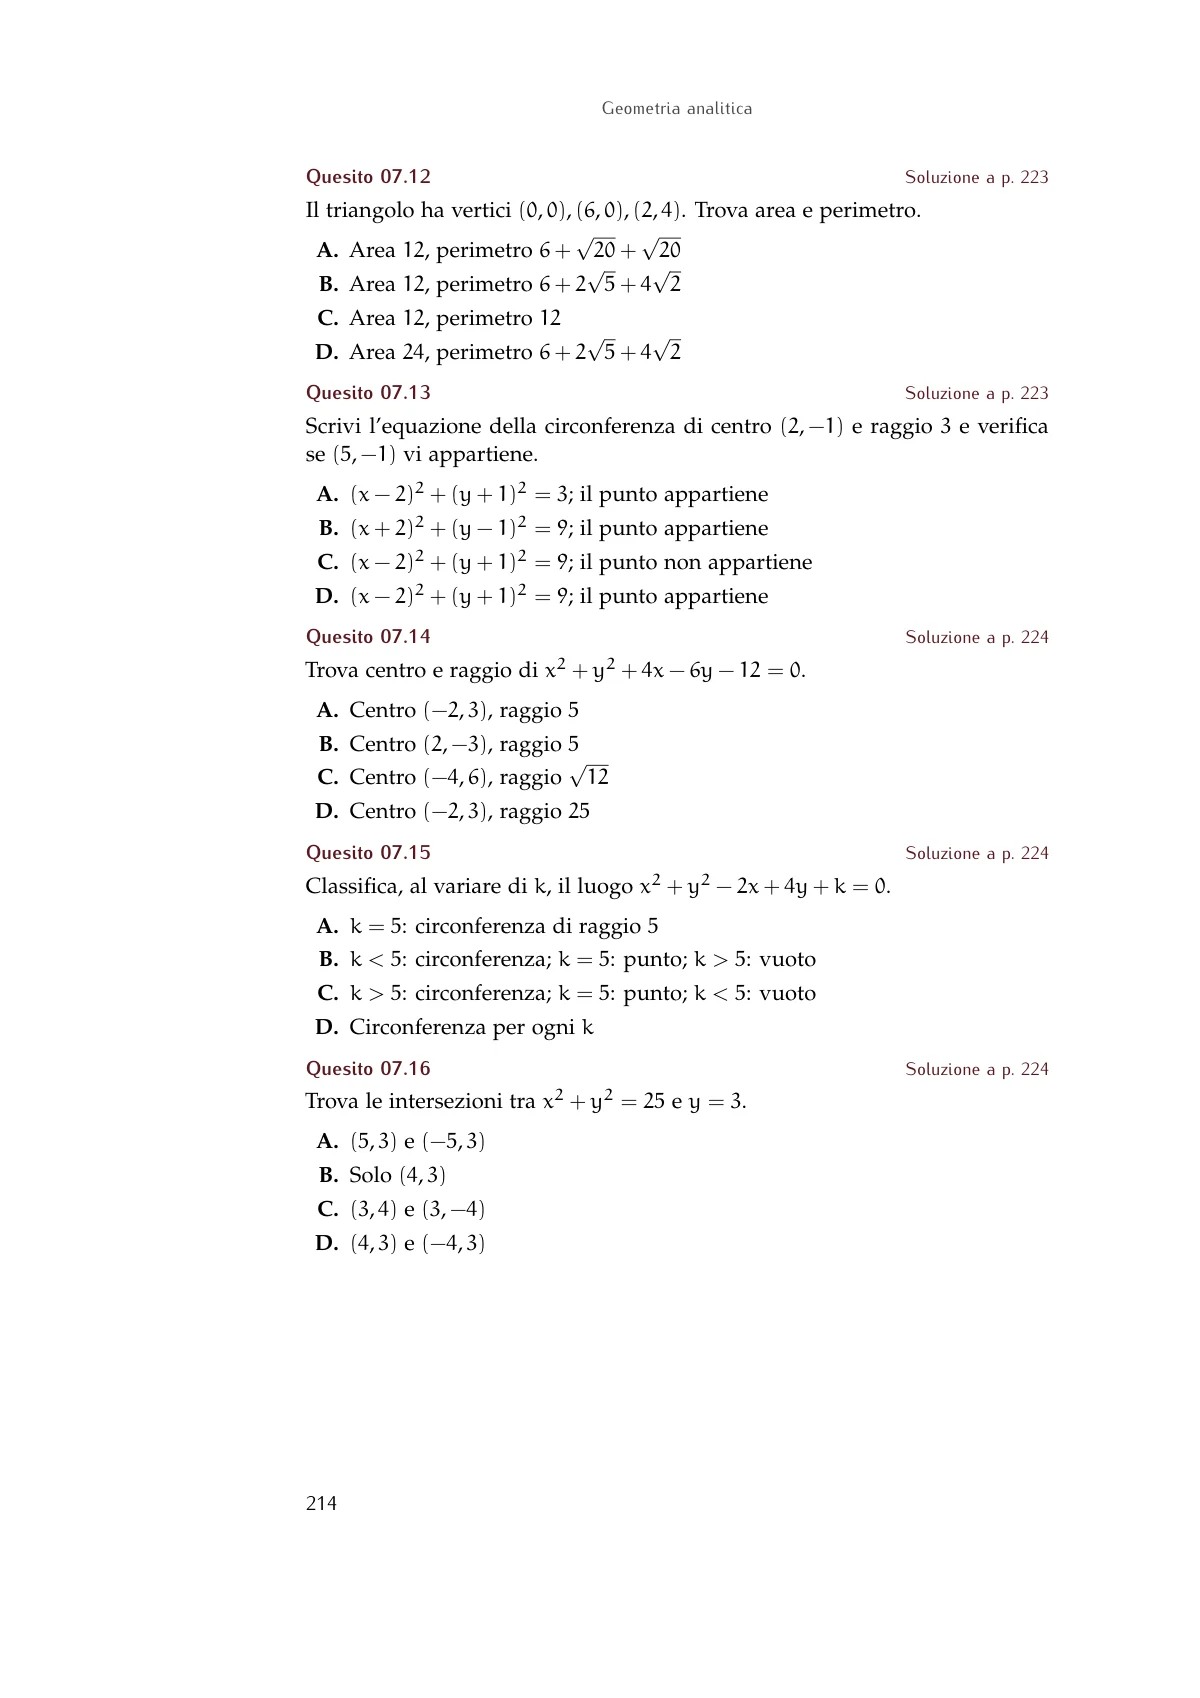 Geometria analitica
Quesito 07.12 Soluzione a p. 223
Il triangolo ha vertici (0, 0), (6, 0), (2, 4). Trova area e perimetro.
A. Area 12, perimetro 6 + √20 + √20
B. Area 12, perimetro 6 + 2√5 + 4√2
C. Area 12, perimetro 12
D. Area 24, perimetro 6 + 2√5 + 4√2
Quesito 07.13 Soluzione a p. 223
Scrivi l'equazione della circonferenza di centro (2, −1) e raggio 3 e verifica
se (5, −1) vi appartiene.
A. (x − 2)² + (y + 1)² = 3; il punto appartiene
B. (x + 2)² + (y − 1)² = 9; il punto appartiene
C. (x − 2)² + (y + 1)² = 9; il punto non appartiene
D. (x − 2)² + (y + 1)² = 9; il punto appartiene
Quesito 07.14 Soluzione a p. 224
Trova centro e raggio di x² + y² + 4x − 6y − 12 = 0.
A. Centro (−2, 3), raggio 5
B. Centro (2, −3), raggio 5
C. Centro (−4, 6), raggio √12
D. Centro (−2, 3), raggio 25
Quesito 07.15 Soluzione a p. 224
Classifica, al variare di k, il luogo x² + y² − 2x + 4y + k = 0.
A. k = 5: circonferenza di raggio 5
B. k < 5: circonferenza; k = 5: punto; k > 5: vuoto
C. k > 5: circonferenza; k = 5: punto; k < 5: vuoto
D. Circonferenza per ogni k
Quesito 07.16 Soluzione a p. 224
Trova le intersezioni tra x² + y² = 25 e y = 3.
A. (5, 3) e (−5, 3)
B. Solo (4, 3)
C. (3, 4) e (3, −4)
D. (4, 3) e (−4, 3)
214